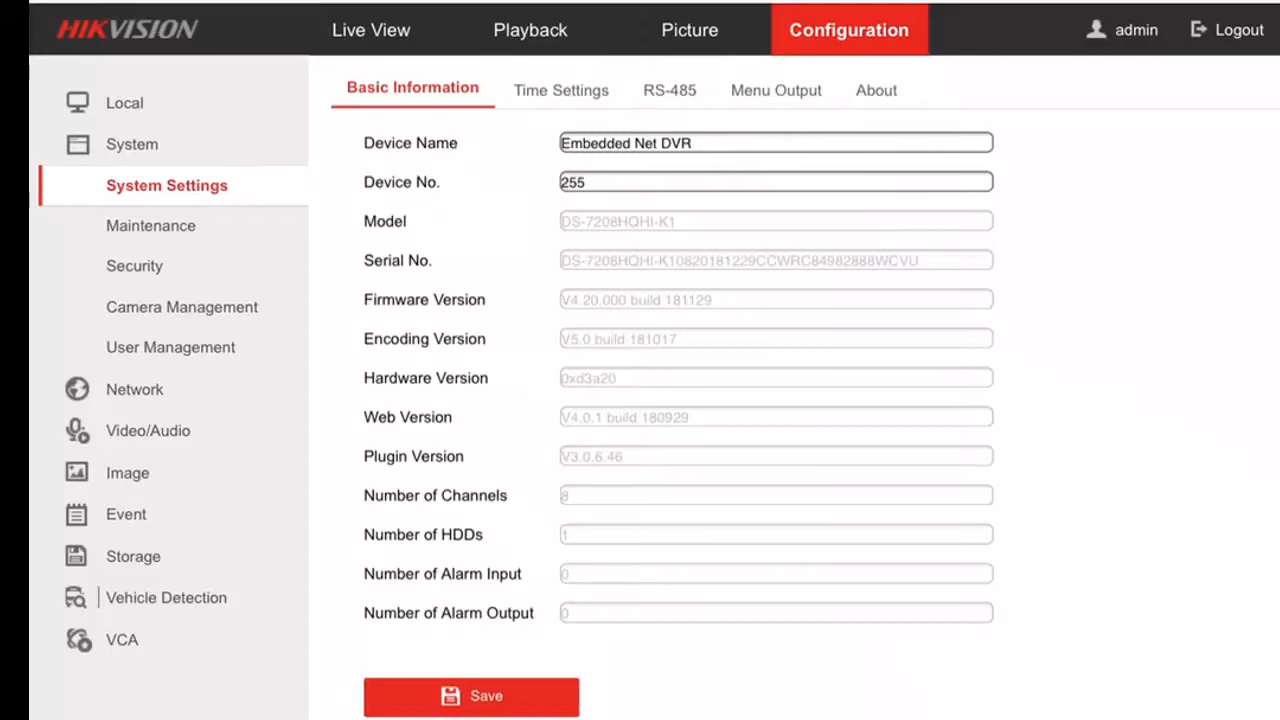 HIKVISION Live View Playback Picture Configuration admin Logout
Basic Information Time Settings RS-485 Menu Output About
Local
System
System Settings
Maintenance
Security
Camera Management
User Management
Network
Video/Audio
Image
Event
Storage
Vehicle Detection
VCA
Device Name Embedded Net DVR
Device No. 255
Model DS-7208HQHI-K1
Serial No. DS-7208HQHI-K10820181229CCWRC84982888WCVU
Firmware Version V4.20.000 build 181129
Encoding Version V5.0 build 181017
Hardware Version 0xd3a20
Web Version V4.0.1 build 180929
Plugin Version V3.0.6.46
Number of Channels 8
Number of HDDs 1
Number of Alarm Input 0
Number of Alarm Output 0
Save